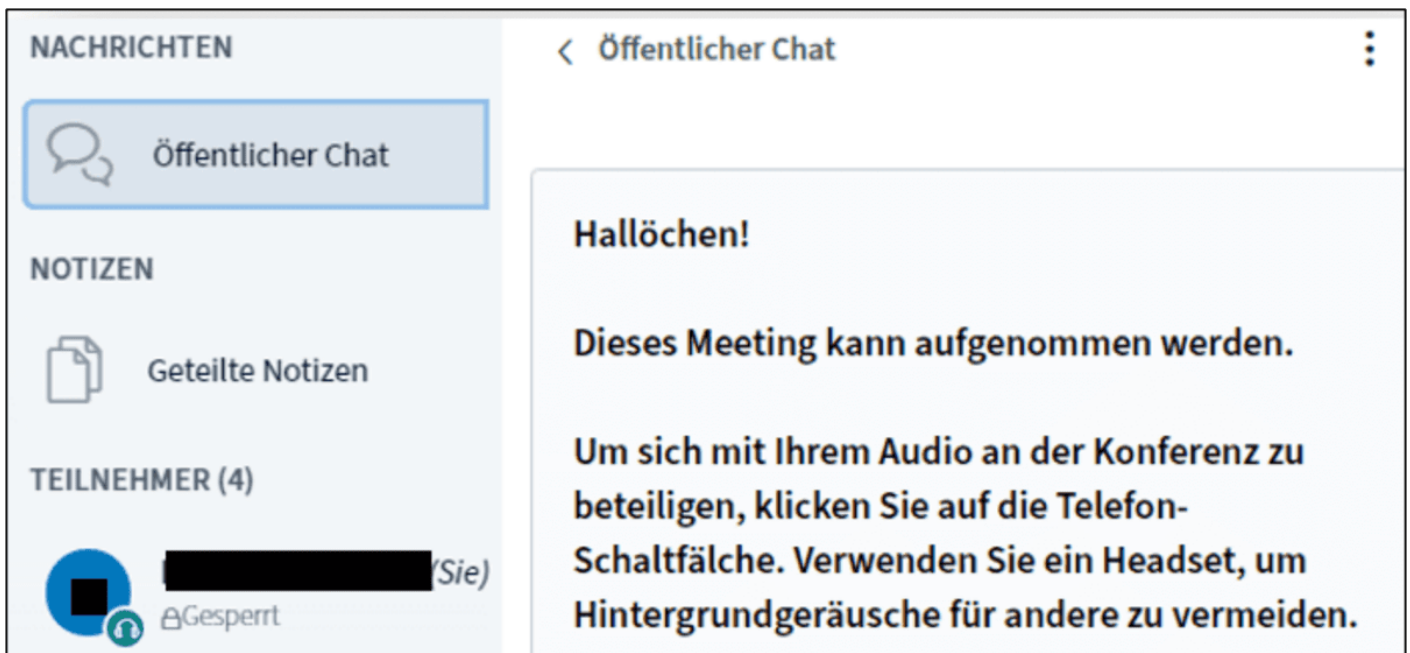 NACHRICHTEN
Öffentlicher Chat
NOTIZEN
Geteilte Notizen
TEILNEHMER (4)
(Sie)
Gesperrt
Öffentlicher Chat
Hallöchen!
Dieses Meeting kann aufgenommen werden.
Um sich mit Ihrem Audio an der Konferenz zu
beteiligen, klicken Sie auf die Telefon-
Schaltfälche. Verwenden Sie ein Headset, um
Hintergrundgeräusche für andere zu vermeiden.